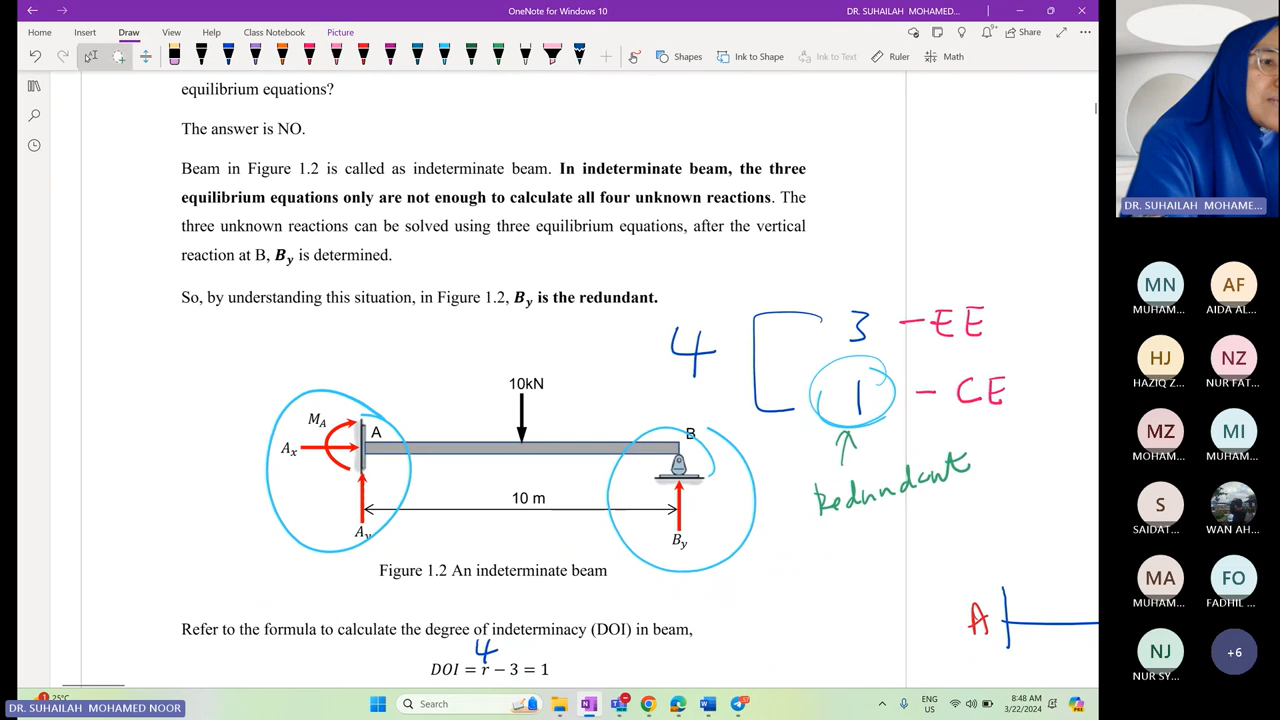 OneNote for Windows 10
DR. SUHAILAH MOHAMED...
Home Insert Draw View Help Class Notebook Picture
Share
Shapes Ink to Shape Ink to Text Ruler Math
equilibrium equations?
The answer is NO.
Beam in Figure 1.2 is called as indeterminate beam. In indeterminate beam, the three
equilibrium equations only are not enough to calculate all four unknown reactions. The
three unknown reactions can be solved using three equilibrium equations, after the vertical
reaction at B, By is determined.
So, by understanding this situation, in Figure 1.2, By is the redundant.
4
3 - EE
1 - CE
Redundant
10kN
MA
A
B
Ax
10 m
Ay
By
Figure 1.2 An indeterminate beam
A
Refer to the formula to calculate the degree of indeterminacy (DOI) in beam,
4
DOI = r − 3 = 1
DR. SUHAILAH MOHAME...
MN
MUHAM...
AF
AIDA AL...
HJ
HAZIQ Z...
NZ
NUR FAT...
MZ
MOHAM...
MI
MUHAM...
S
SAIDAT...
WAN AH...
MA
MUHAM...
FO
FADHIL ...
NJ
NUR SY...
+6
25°C
DR. SUHAILAH MOHAMED NOOR
Search
ENG
US
8:48 AM
3/22/2024